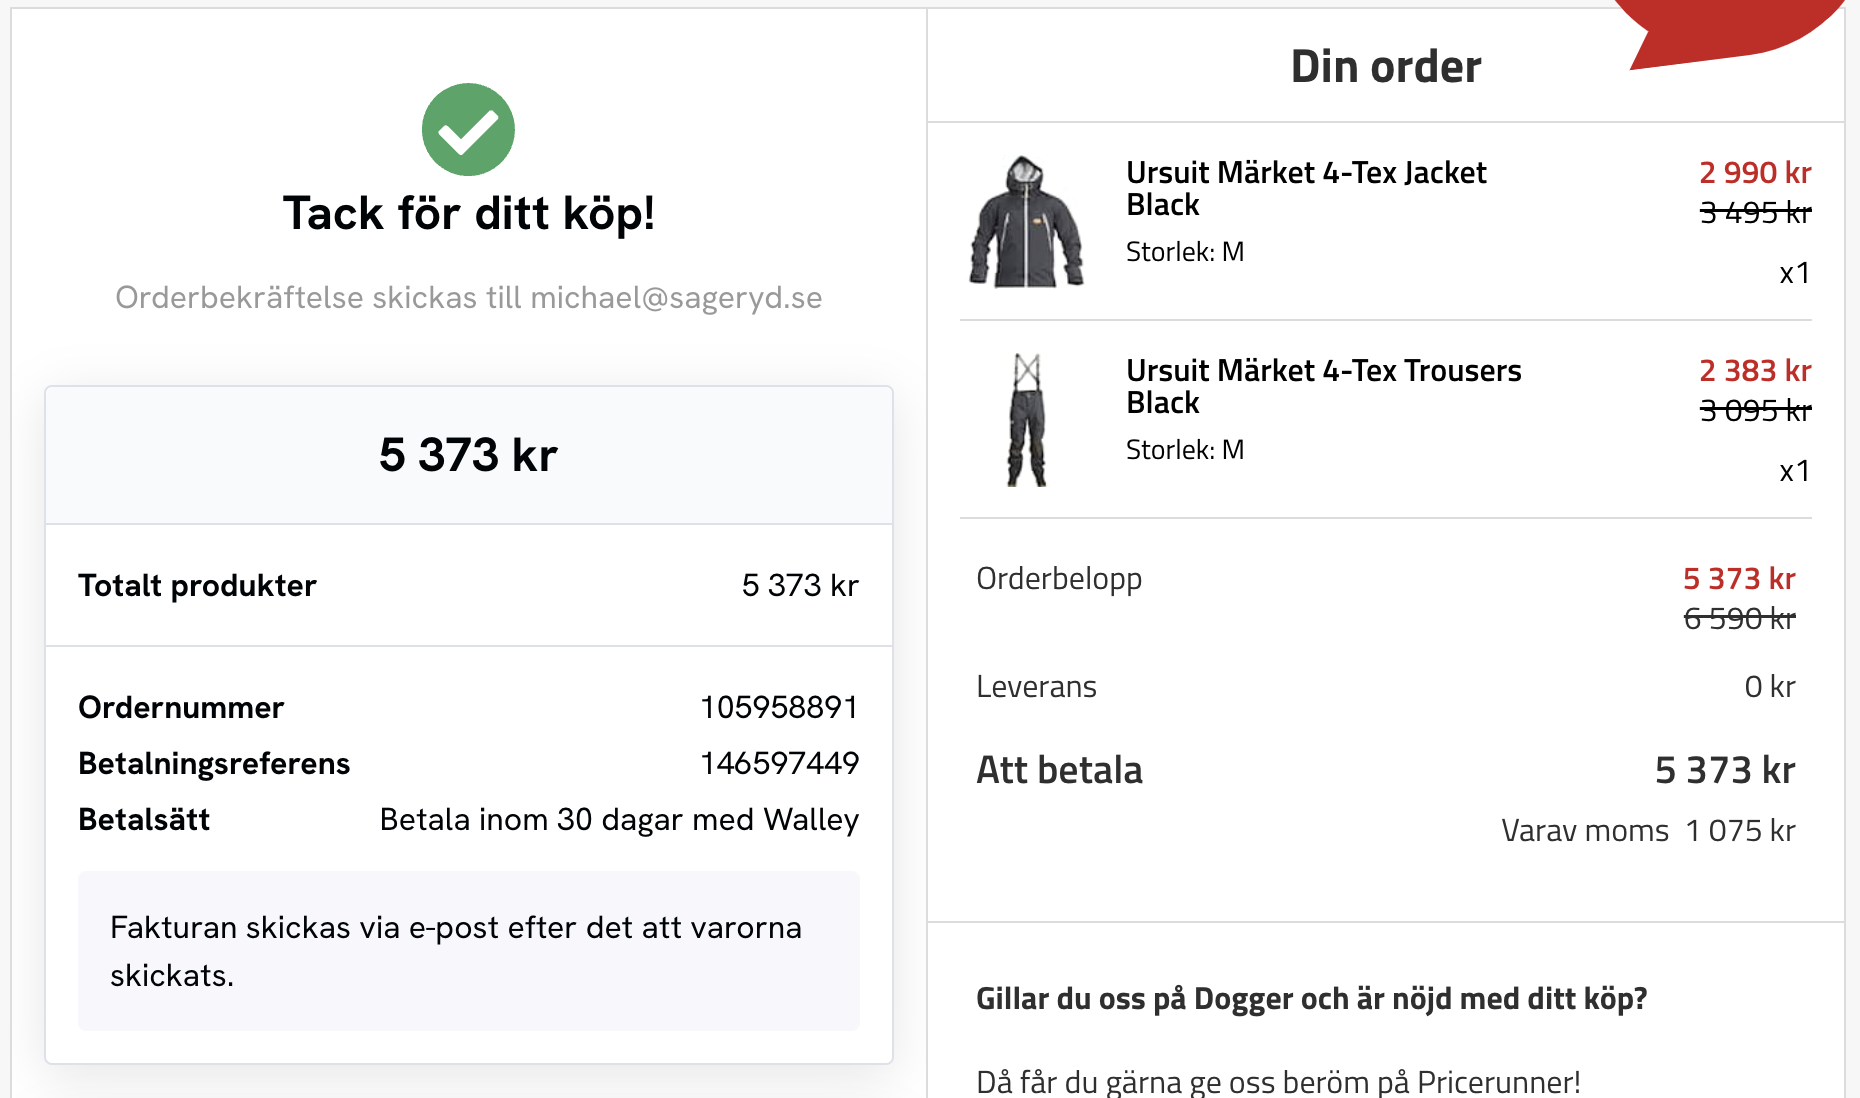 Tack för ditt köp!
Orderbekräftelse skickas till michael@sageryd.se
5 373 kr
Totalt produkter 5 373 kr
Ordernummer 105958891
Betalningsreferens 146597449
Betalsätt Betala inom 30 dagar med Walley
Fakturan skickas via e-post efter det att varorna
skickats.
Din order
Ursuit Märket 4-Tex Jacket 2 990 kr
Black 3 495 kr
Storlek: M
x1
Ursuit Märket 4-Tex Trousers 2 383 kr
Black 3 095 kr
Storlek: M
x1
Orderbelopp 5 373 kr
6 590 kr
Leverans 0 kr
Att betala 5 373 kr
Varav moms 1 075 kr
Gillar du oss på Dogger och är nöjd med ditt köp?
Då får du gärna ge oss beröm på Pricerunner!